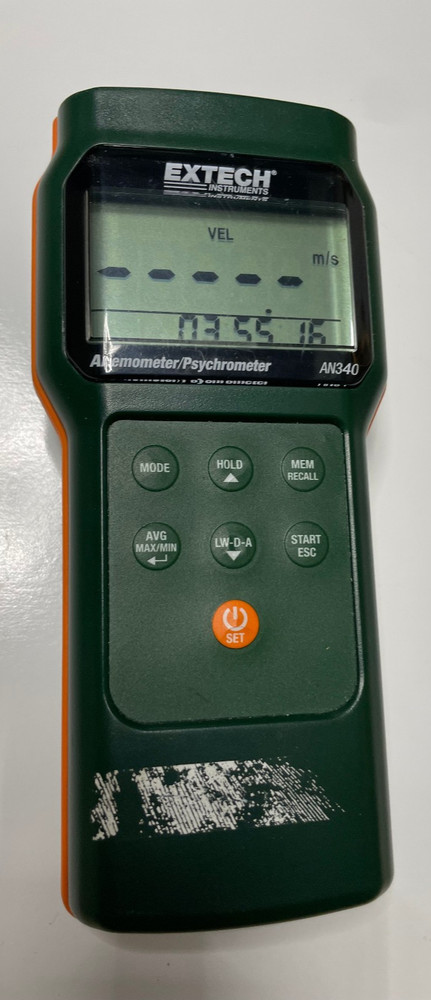 EXTECH®
INSTRUMENTS
VEL
m/s
- - - - -
03 55 16
Anemometer/Psychrometer AN340
MODE
HOLD
MEM
RECALL
AVG
MAX/MIN
LW-D-A
START
ESC
SET